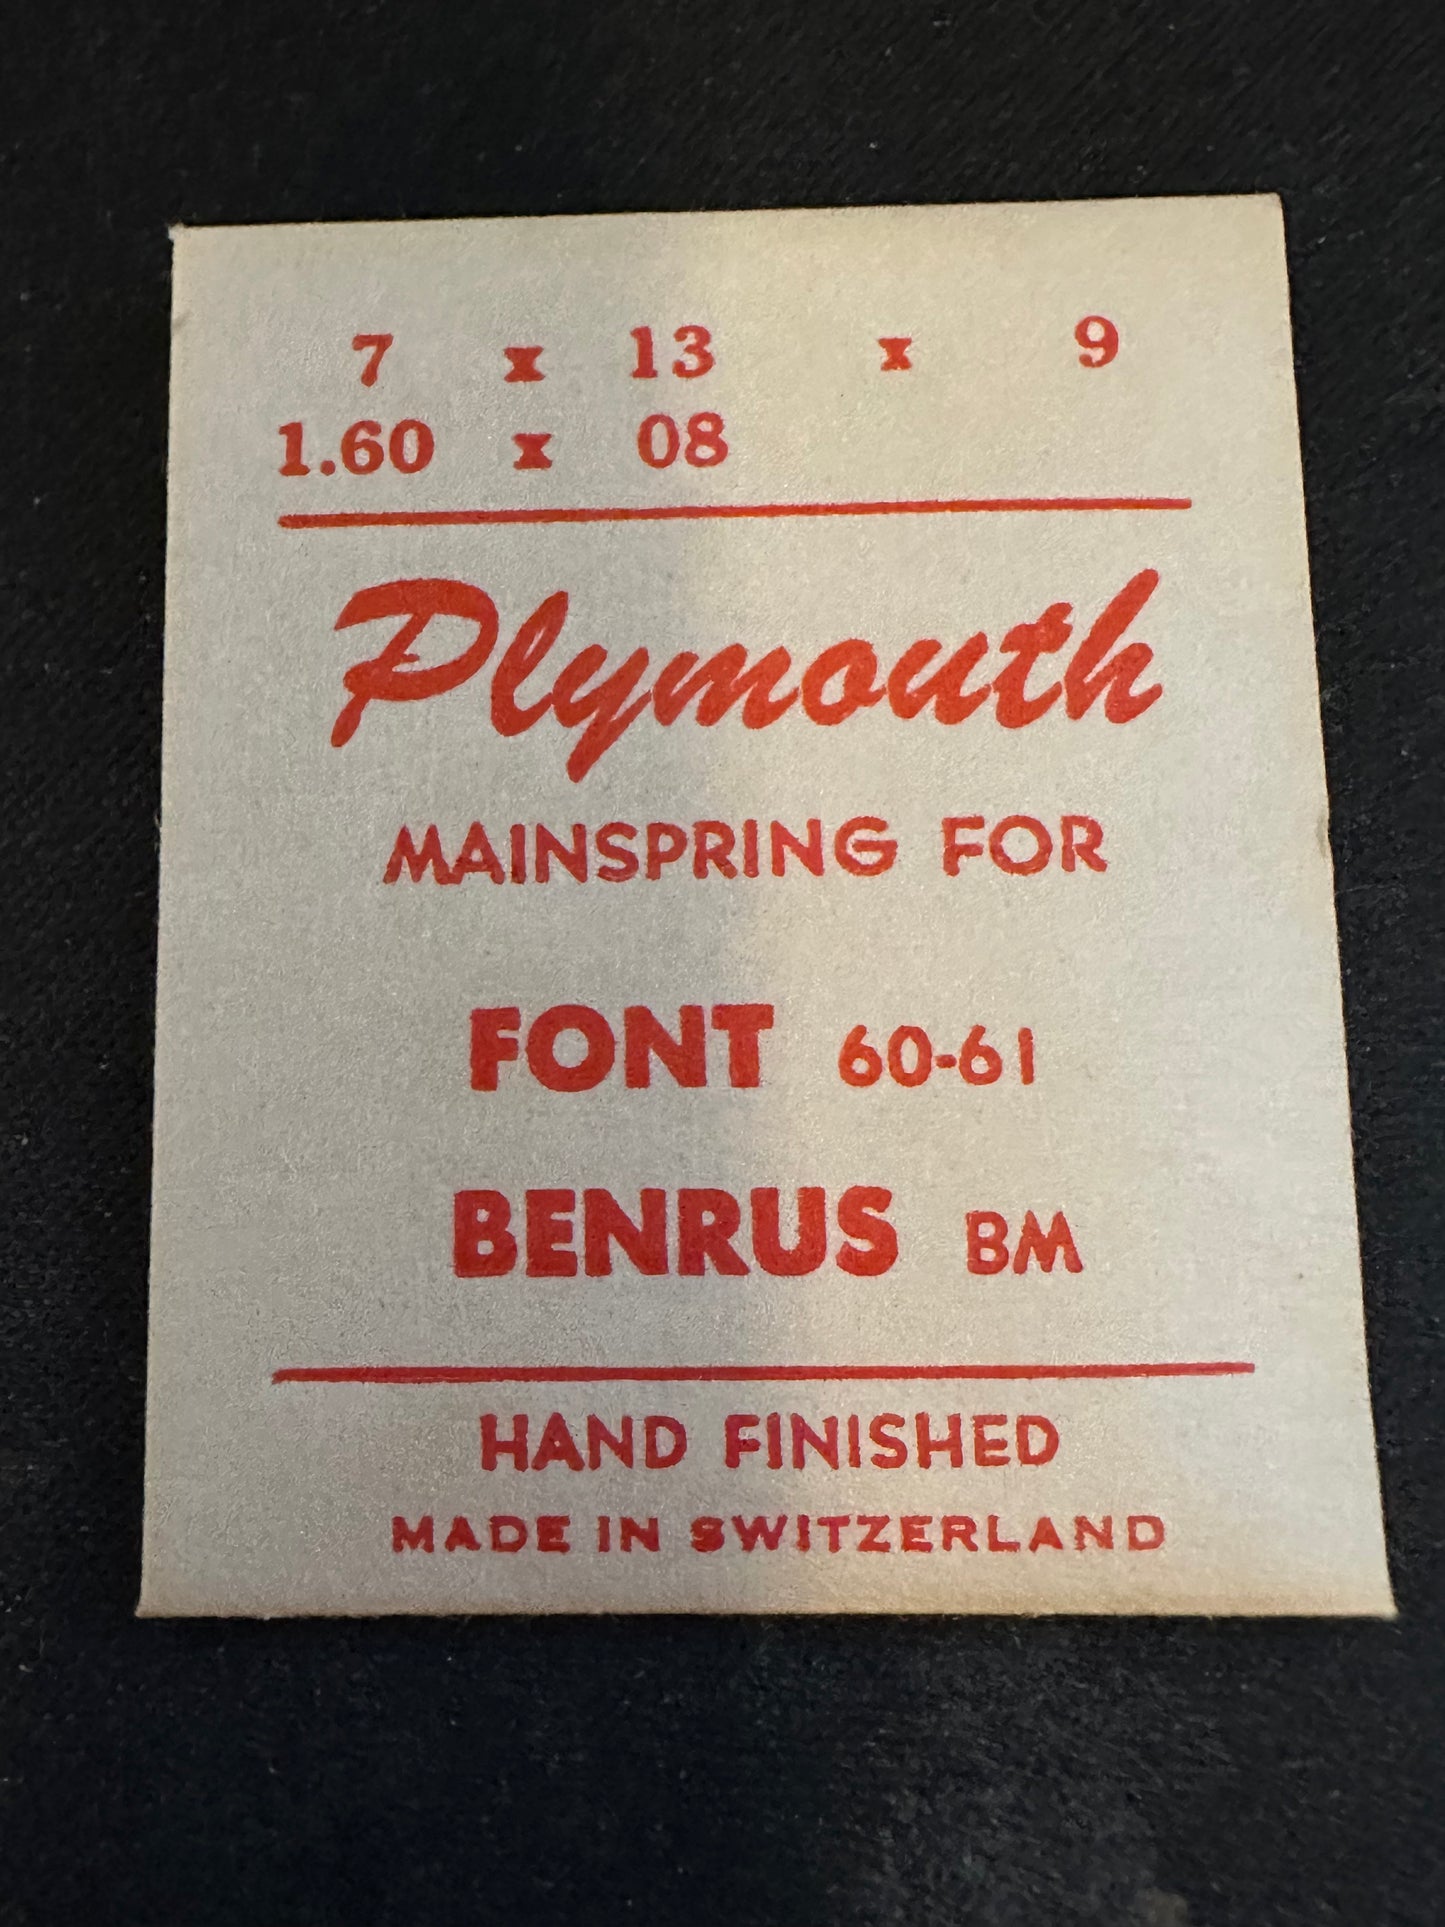 7 x 13 x 9
1.60 x 08
Plymouth
MAINSPRING FOR
FONT 60-61
BENRUS BM
HAND FINISHED
MADE IN SWITZERLAND